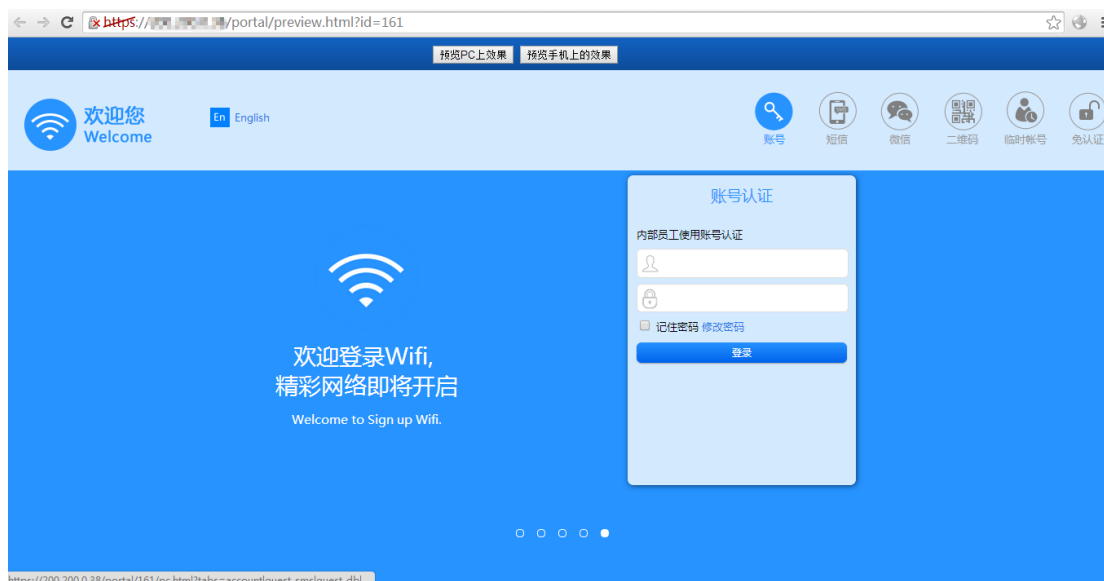 https://
/portal/preview.html?id=161
预览PC上效果 预览手机上的效果
欢迎您
Welcome
En English
账号 短信 微信 二维码 临时帐号 免认证
账号认证
内部员工使用账号认证
记住密码 修改密码
登录
欢迎登录Wifi,
精彩网络即将开启
Welcome to Sign up Wifi.